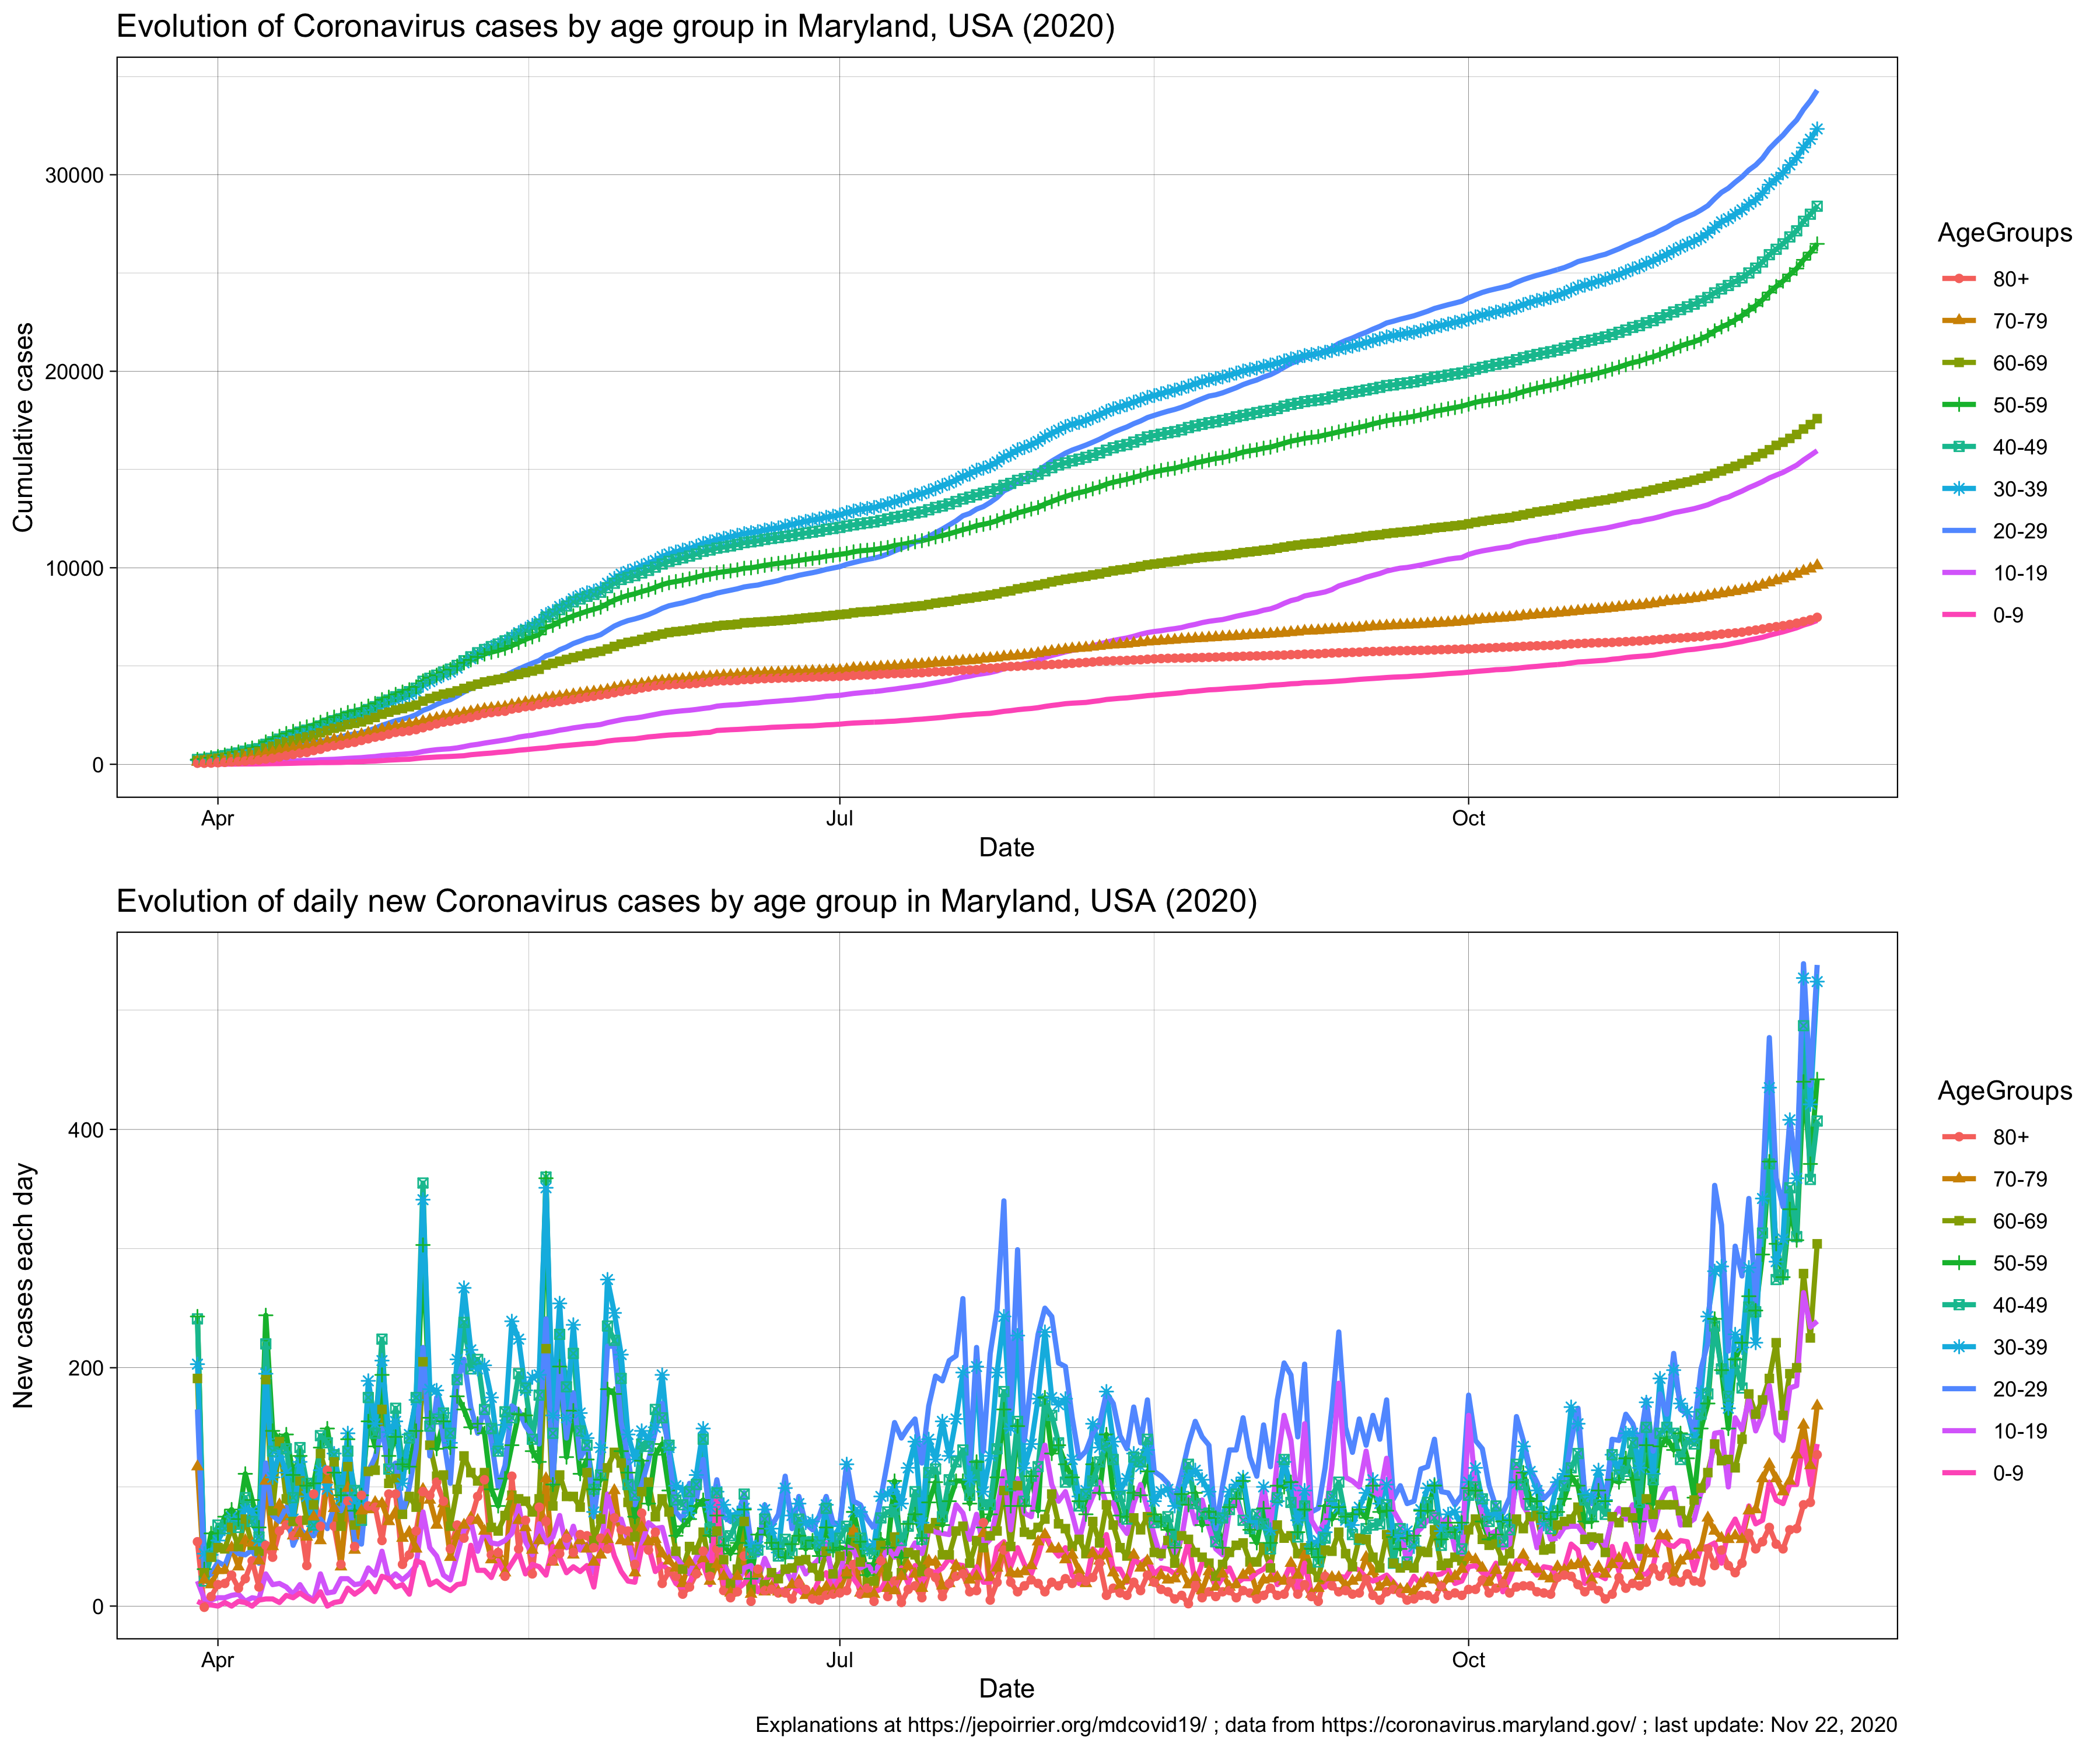 Evolution of Coronavirus cases by age group in Maryland, USA (2020)
Cumulative cases
30000
20000
10000
0
Apr
Jul
Oct
Date
AgeGroups
80+
70-79
60-69
50-59
40-49
30-39
20-29
10-19
0-9
Evolution of daily new Coronavirus cases by age group in Maryland, USA (2020)
New cases each day
400
200
0
Apr
Jul
Oct
Date
AgeGroups
80+
70-79
60-69
50-59
40-49
30-39
20-29
10-19
0-9
Explanations at https://jepoirrier.org/mdcovid19/ ; data from https://coronavirus.maryland.gov/ ; last update: Nov 22, 2020